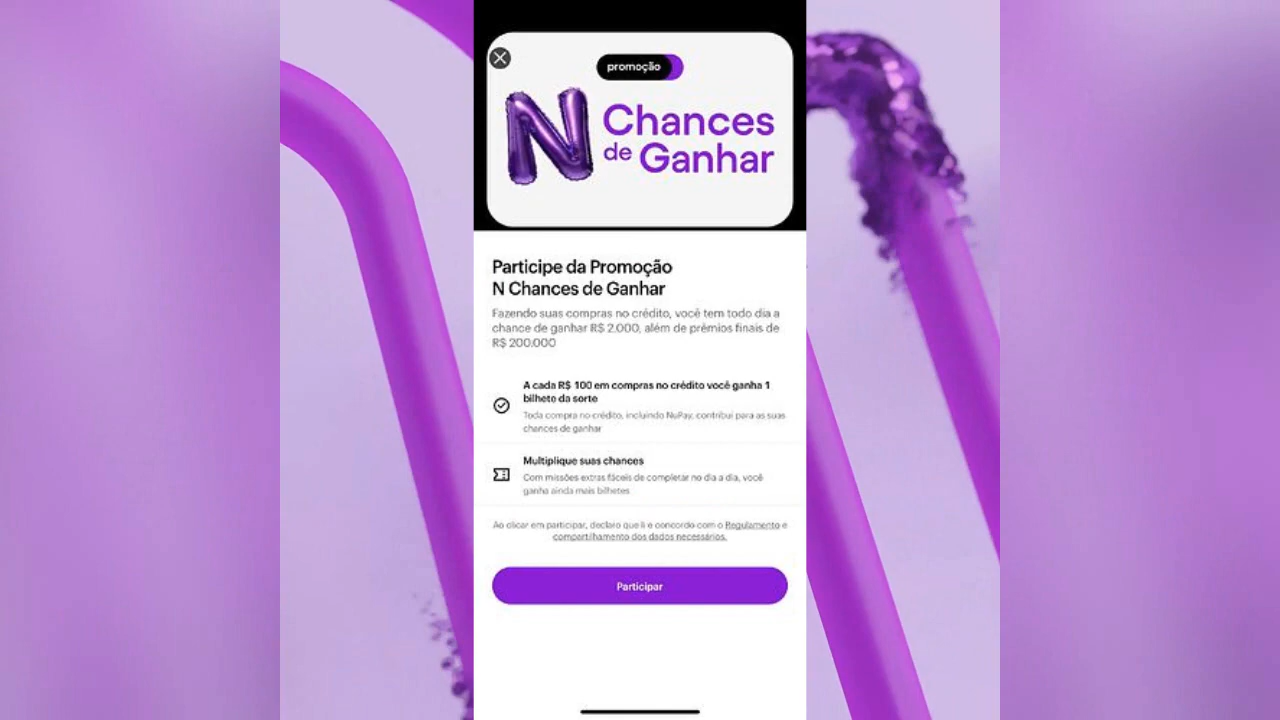 promoção
N Chances
de Ganhar
Participe da Promoção
N Chances de Ganhar
Fazendo suas compras no crédito, você tem todo dia a
chance de ganhar R$ 2.000, além de prêmios finais de
R$ 200.000
A cada R$ 100 em compras no crédito você ganha 1
bilhete da sorte
Toda compra no crédito, incluindo NuPay, contribui para as suas
chances de ganhar
Multiplique suas chances
Com missões extras fáceis de completar no dia a dia, você
ganha ainda mais bilhetes
Ao clicar em participar, declaro que li e concordo com o Regulamento e
compartilhamento dos dados necessários.
Participar